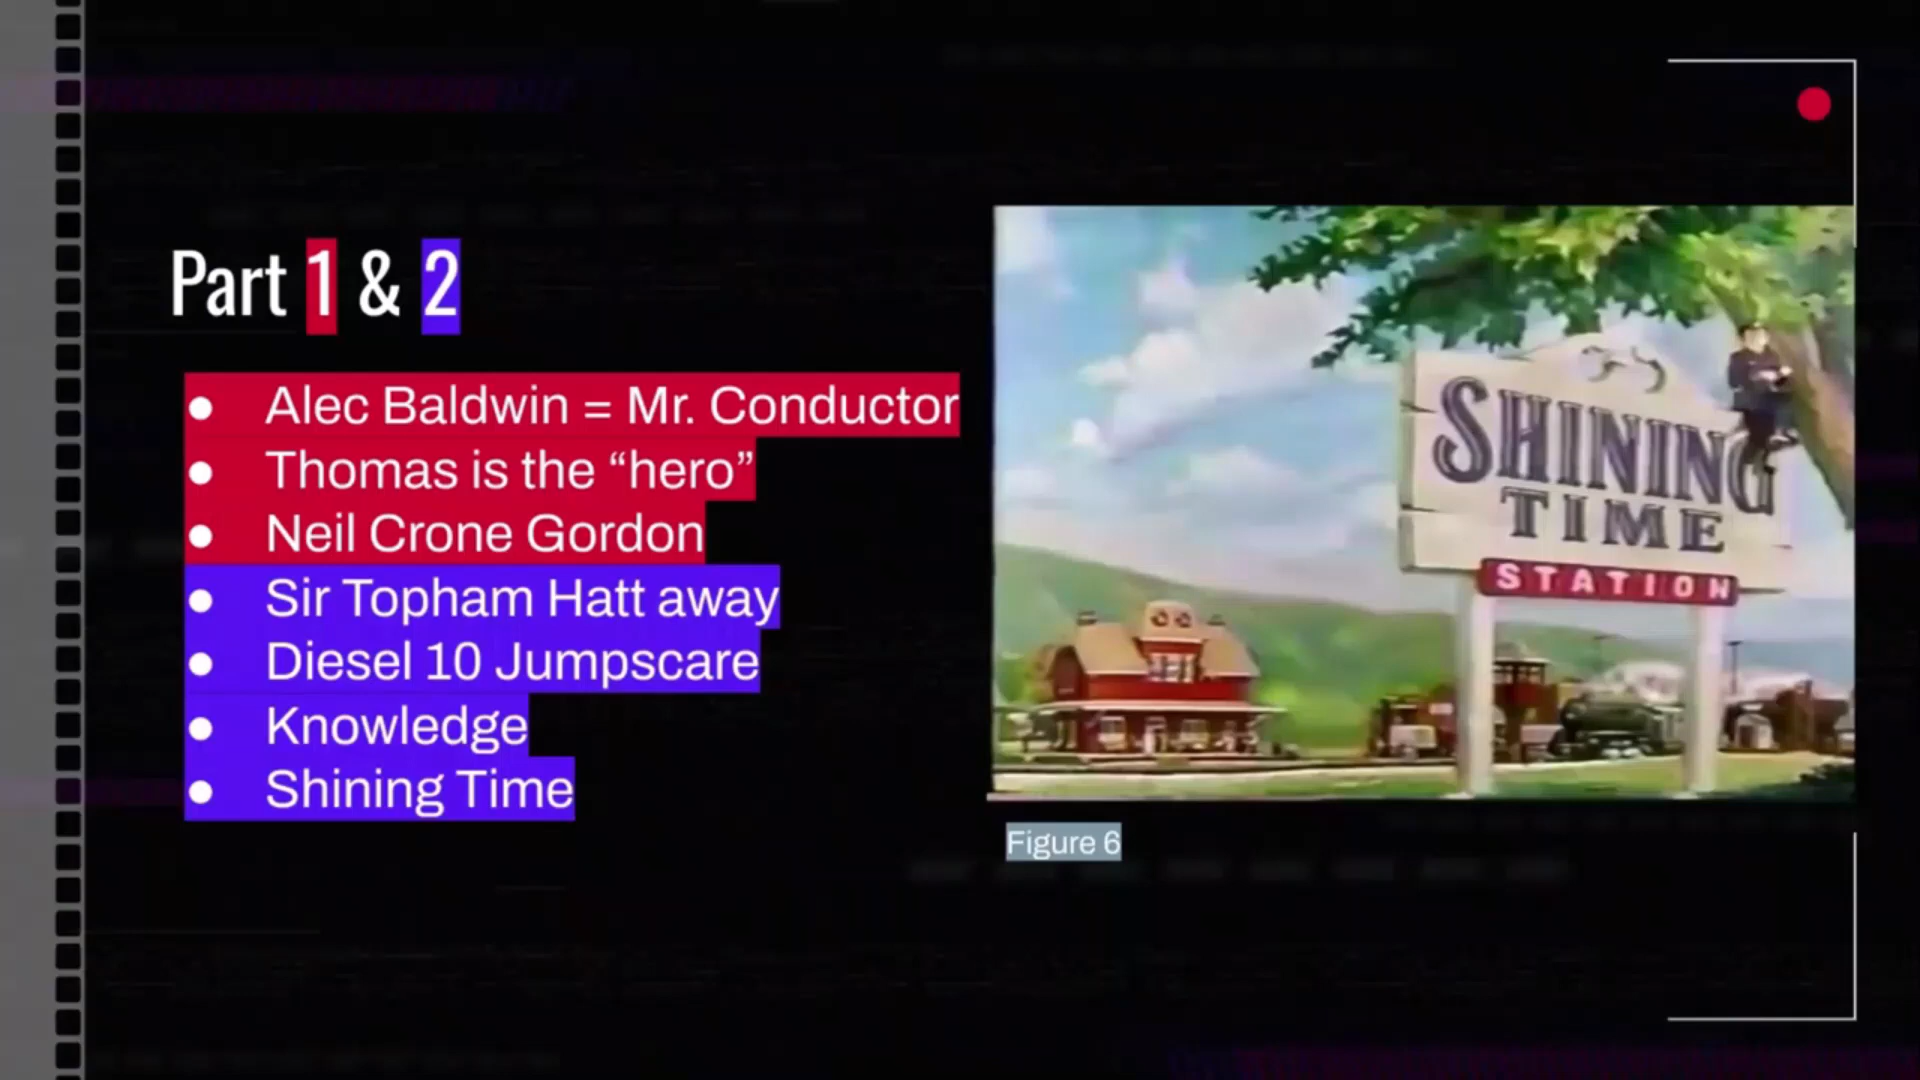 Part 1 & 2
● Alec Baldwin = Mr. Conductor
● Thomas is the “hero”
● Neil Crone Gordon
● Sir Topham Hatt away
● Diesel 10 Jumpscare
● Knowledge
● Shining Time
SHINING
TIME
STATION
Figure 6